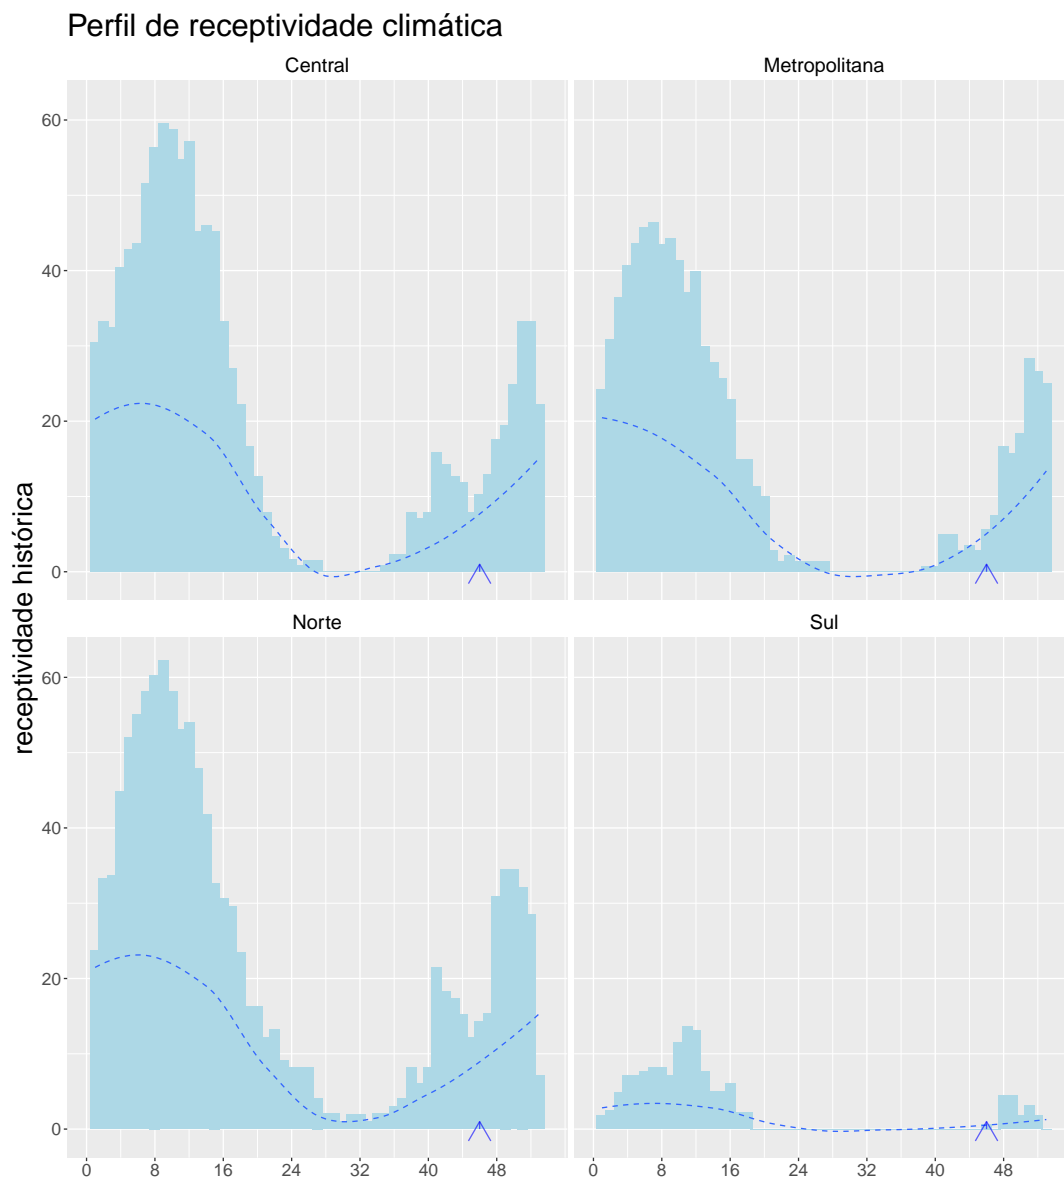 Perfil de receptividade climática
Central
Metropolitana
60
40
20
0
Norte
Sul
60
40
20
0
receptividade histórica
0 8 16 24 32 40 48
0 8 16 24 32 40 48